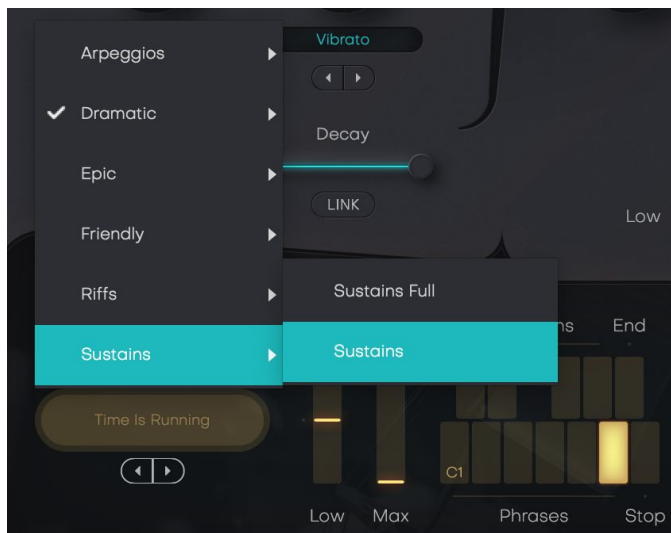 Arpeggios
Dramatic
Epic
Friendly
Riffs
Sustains
Sustains Full
Sustains
Vibrato
Decay
LINK
Low
ns
End
Time Is Running
C1
Low
Max
Phrases
Stop